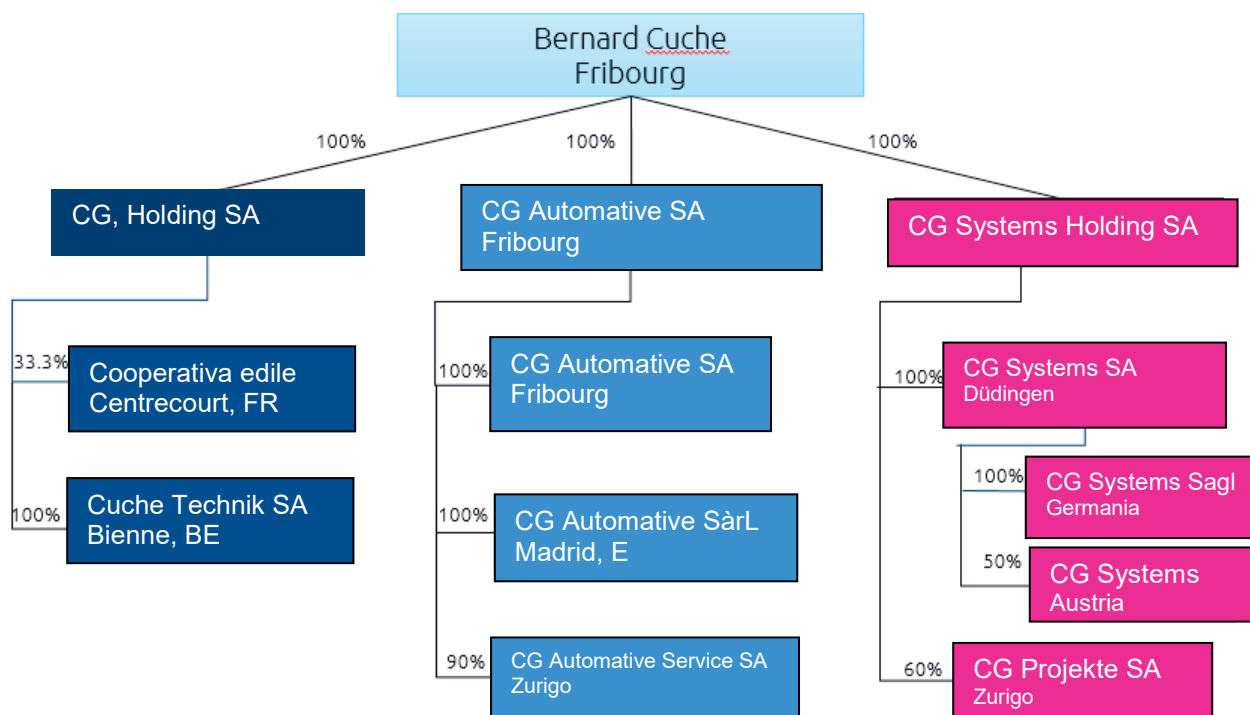 Bernard Cuche
Fribourg
100%
100%
100%
CG, Holding SA
CG Automative SA
Fribourg
CG Systems Holding SA
33.3%
Cooperativa edile
Centrecourt, FR
100%
CG Automative SA
Fribourg
100%
CG Systems SA
Düdingen
100%
CG Systems Sagl
Germania
100%
Cuche Technik SA
Bienne, BE
100%
CG Automative SàrL
Madrid, E
50%
CG Systems
Austria
90%
CG Automative Service SA
Zurigo
60%
CG Projekte SA
Zurigo